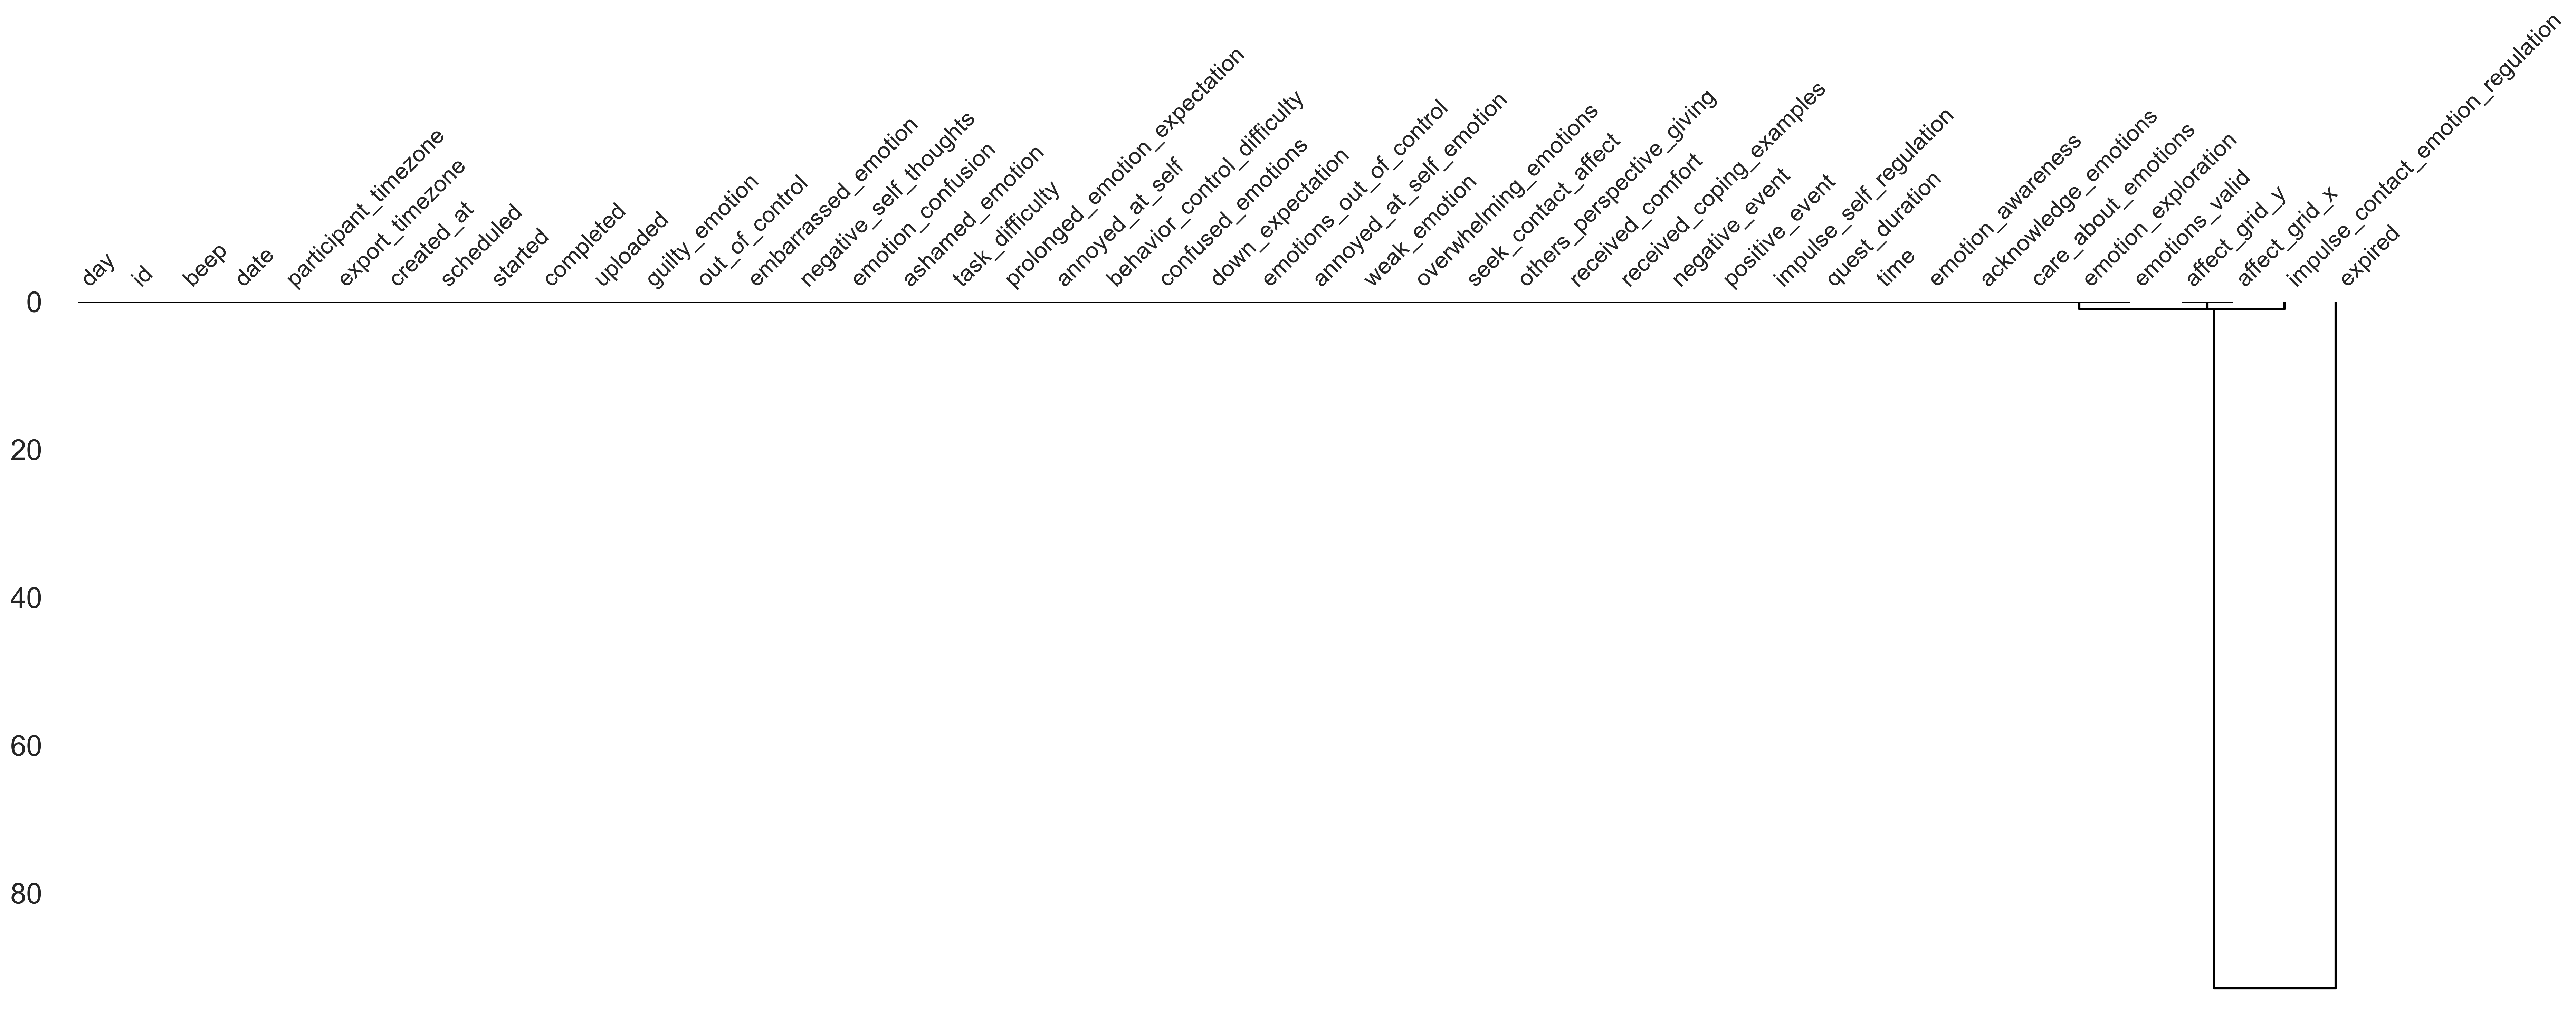 day
id
beep
date
participant_timezone
export_timezone
created_at
scheduled
started
completed
uploaded
guilty_emotion
out_of_control
embarrassed_emotion
negative_self_thoughts
emotion_confusion
ashamed_emotion
task_difficulty
prolonged_emotion_expectation
annoyed_at_self
behavior_control_difficulty
confused_emotions
down_expectation
emotions_out_of_control
annoyed_at_self_emotion
weak_emotion
overwhelming_emotions
seek_contact_affect
others_perspective_giving
received_comfort
received_coping_examples
negative_event
positive_event
impulse_self_regulation
quest_duration
time
emotion_awareness
acknowledge_emotions
care_about_emotions
emotion_exploration
emotions_valid
affect_grid_y
affect_grid_x
impulse_contact_emotion_regulation
expired
0
20
40
60
80